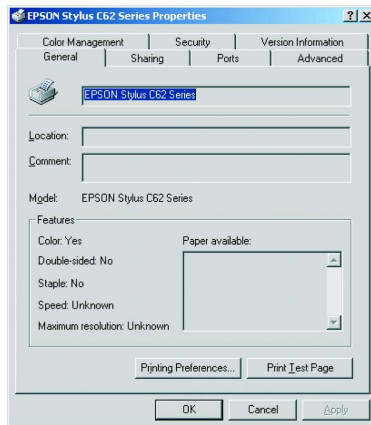 EPSON Stylus C62 Series Properties
Color Management Security Version Information
General Sharing Ports Advanced
EPSON Stylus C62 Series
Location:
Comment:
Model: EPSON Stylus C62 Series
Features
Color: Yes Paper available:
Double-sided: No
Staple: No
Speed: Unknown
Maximum resolution: Unknown
Printing Preferences... Print Test Page
OK Cancel Apply